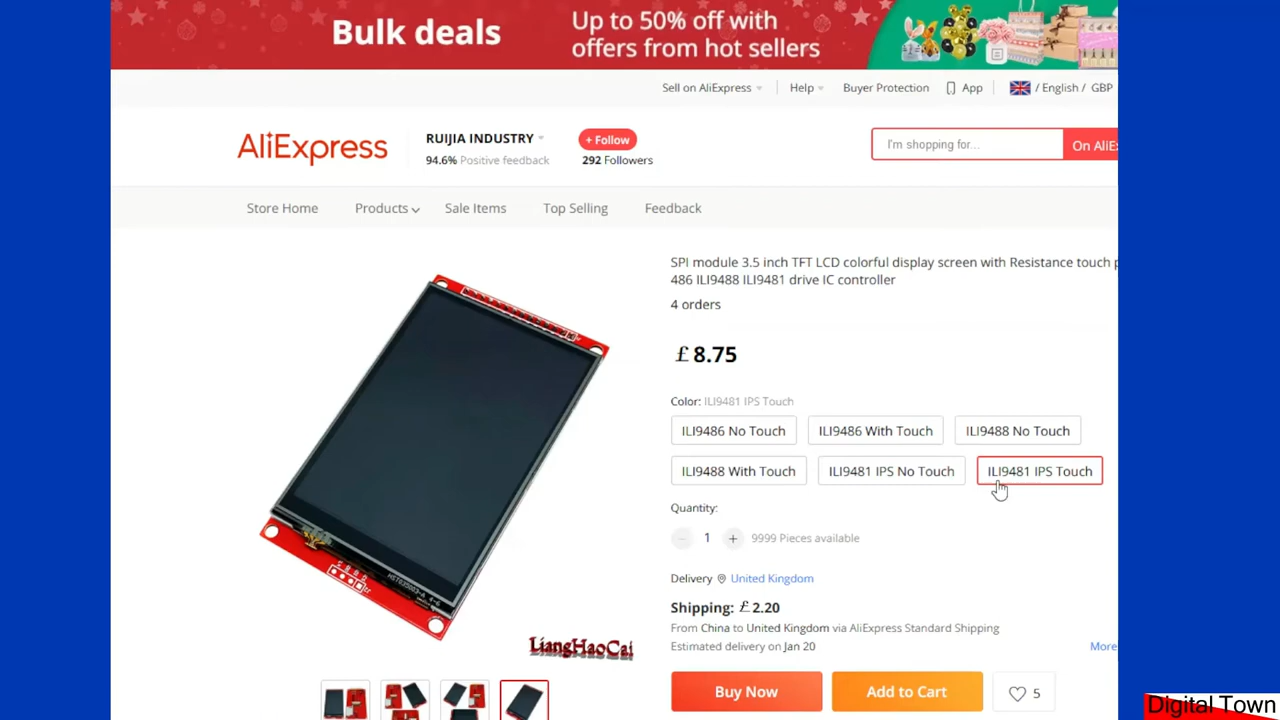 Bulk deals
Up to 50% off with
offers from hot sellers
Sell on AliExpress
Help
Buyer Protection
App
/ English / GBP
AliExpress
RUIJIA INDUSTRY
+ Follow
94.6% Positive feedback
292 Followers
I'm shopping for...
On AliEx
Store Home
Products
Sale Items
Top Selling
Feedback
SPI module 3.5 inch TFT LCD colorful display screen with Resistance touch p
486 ILI9488 ILI9481 drive IC controller
4 orders
£8.75
Color: ILI9481 IPS Touch
ILI9486 No Touch
ILI9486 With Touch
ILI9488 No Touch
ILI9488 With Touch
ILI9481 IPS No Touch
ILI9481 IPS Touch
Quantity:
1
+
9999 Pieces available
Delivery United Kingdom
Shipping: £2.20
From China to United Kingdom via AliExpress Standard Shipping
Estimated delivery on Jan 20
More
LiangHaoCai
Buy Now
Add to Cart
5
Digital Town